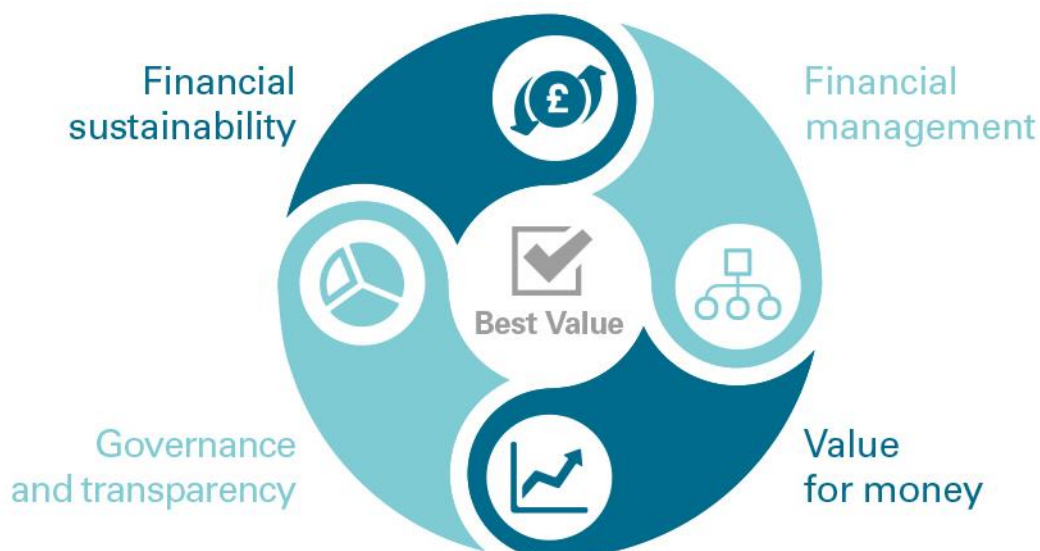 Financial
sustainability
£
Financial
management
Best Value
Governance
and transparency
Value
for money